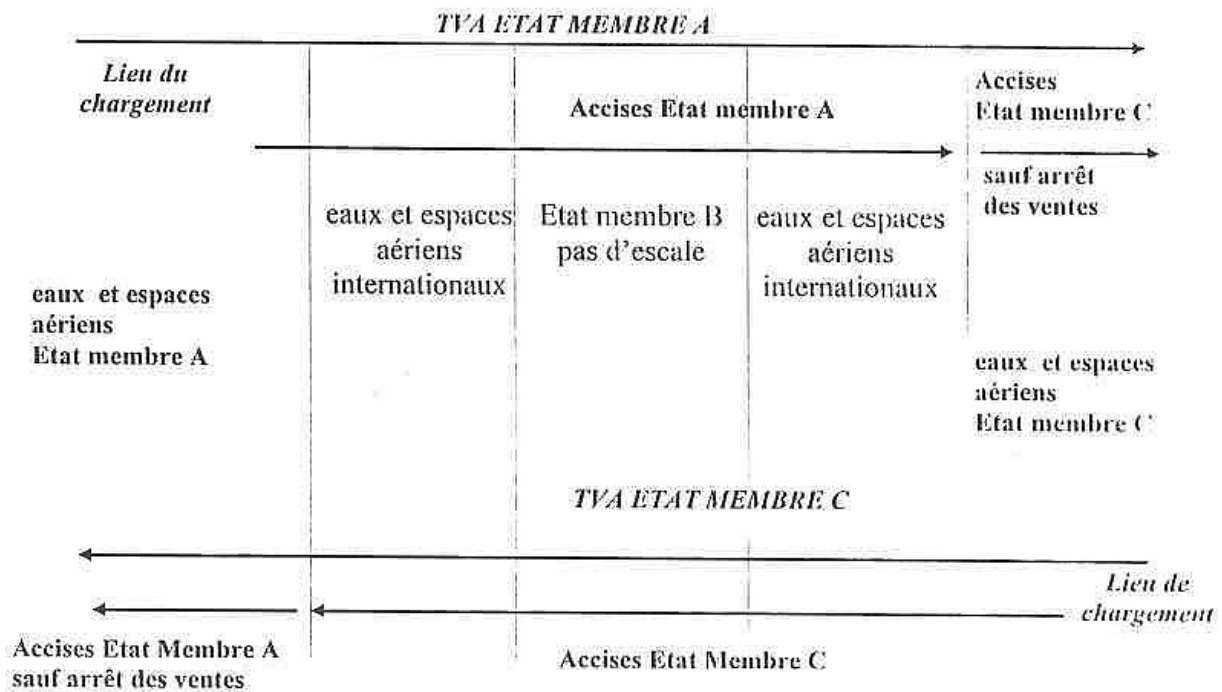 TVA ETAT MEMBRE A
Lieu du
chargement
Accises Etat membre A
Accises
Etat membre C
sauf arrêt
des ventes
eaux et espaces
aériens
internationaux
Etat membre B
pas d'escale
eaux et espaces
aériens
internationaux
eaux et espaces
aériens
Etat membre A
eaux et espaces
aériens
Etat membre C
TVA ETAT MEMBRE C
Lieu de
chargement
Accises Etat Membre A
sauf arrêt des ventes
Accises Etat Membre C